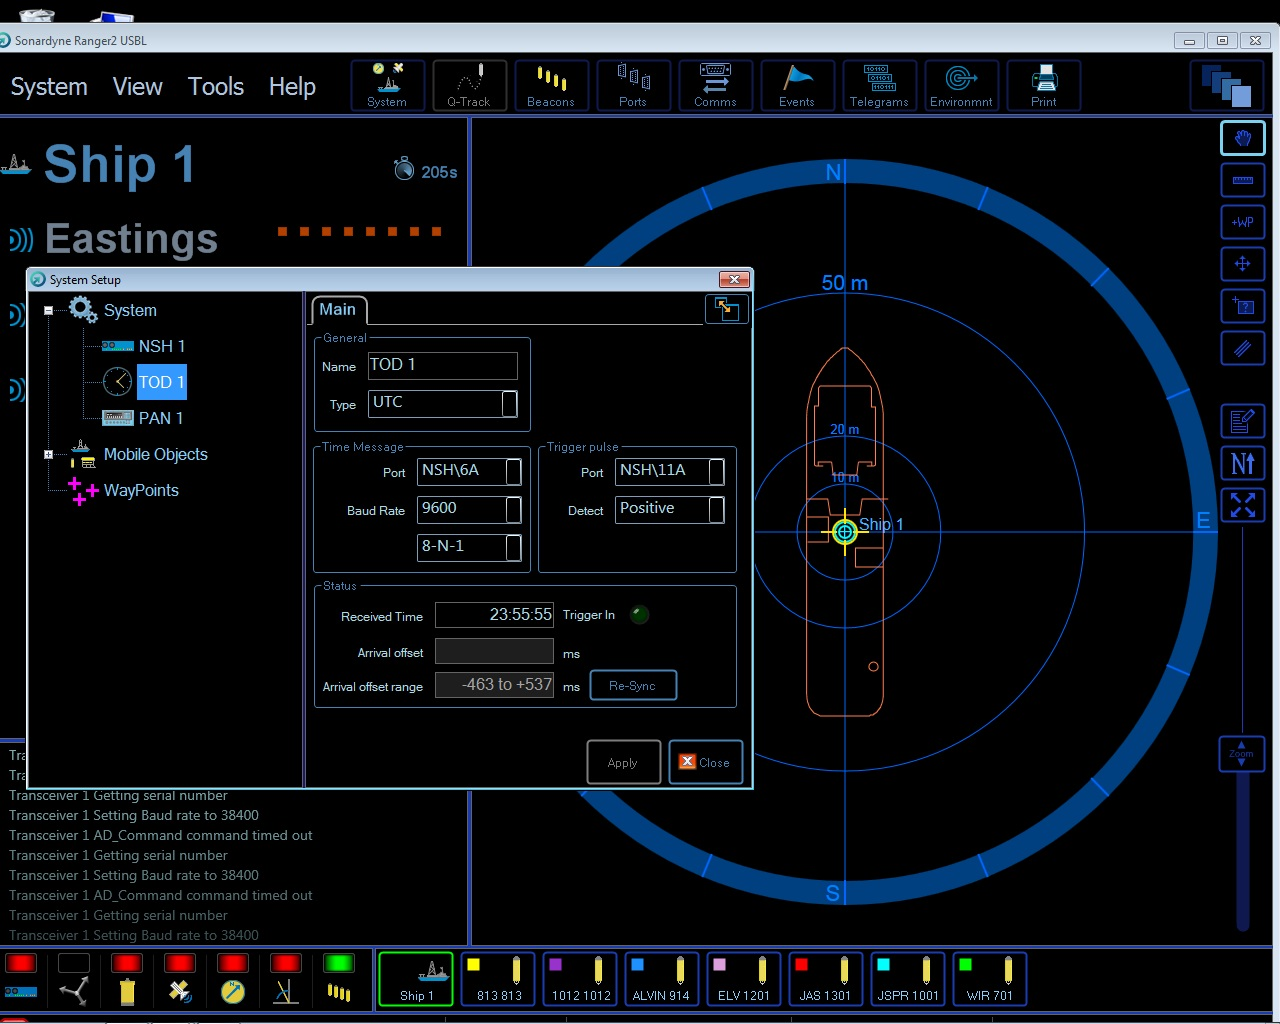 Sonardyne Ranger2 USBL
System View Tools Help
System
Q-Track
Beacons
Ports
Comms
Events
Telegrams
Environmnt
Print
Ship 1
205s
Eastings
System Setup
System
NSH 1
TOD 1
PAN 1
Mobile Objects
WayPoints
Main
General
Name TOD 1
Type UTC
Time Message
Port NSH\6A
Baud Rate 9600
8-N-1
Trigger pulse
Port NSH\11A
Detect Positive
Status
Received Time 23:55:55 Trigger In
Arrival offset ms
Arrival offset range -463 to +537 ms Re-Sync
Apply
Close
N
50 m
20 m
10 m
Ship 1
E
S
+WP
N
Zoom
Transceiver 1 Getting serial number
Transceiver 1 Setting Baud rate to 38400
Transceiver 1 AD_Command command timed out
Transceiver 1 Getting serial number
Transceiver 1 Setting Baud rate to 38400
Transceiver 1 AD_Command command timed out
Transceiver 1 Getting serial number
Transceiver 1 Setting Baud rate to 38400
Ship 1
813 813
1012 1012
ALVIN 914
ELV 1201
JAS 1301
JSPR 1001
WIR 701